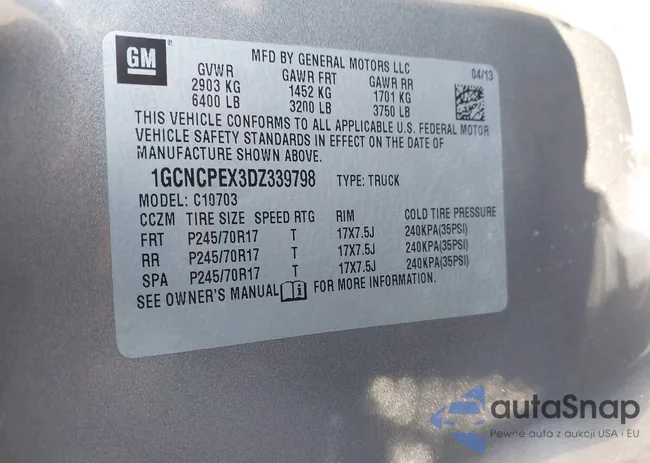 GM
MFD BY GENERAL MOTORS LLC
04/13
GVWR GAWR FRT GAWR RR
2903 KG 1452 KG 1701 KG
6400 LB 3200 LB 3750 LB
THIS VEHICLE CONFORMS TO ALL APPLICABLE U.S. FEDERAL MOTOR
VEHICLE SAFETY STANDARDS IN EFFECT ON THE DATE OF
MANUFACTURE SHOWN ABOVE.
1GCNCPEX3DZ339798 TYPE: TRUCK
MODEL: C10703
CCZM TIRE SIZE SPEED RTG RIM COLD TIRE PRESSURE
FRT P245/70R17 T 17X7.5J 240KPA(35PSI)
RR P245/70R17 T 17X7.5J 240KPA(35PSI)
SPA P245/70R17 T 17X7.5J 240KPA(35PSI)
SEE OWNER'S MANUAL FOR MORE INFORMATION.
autaSnap
Pewne auta z aukcji USA i EU